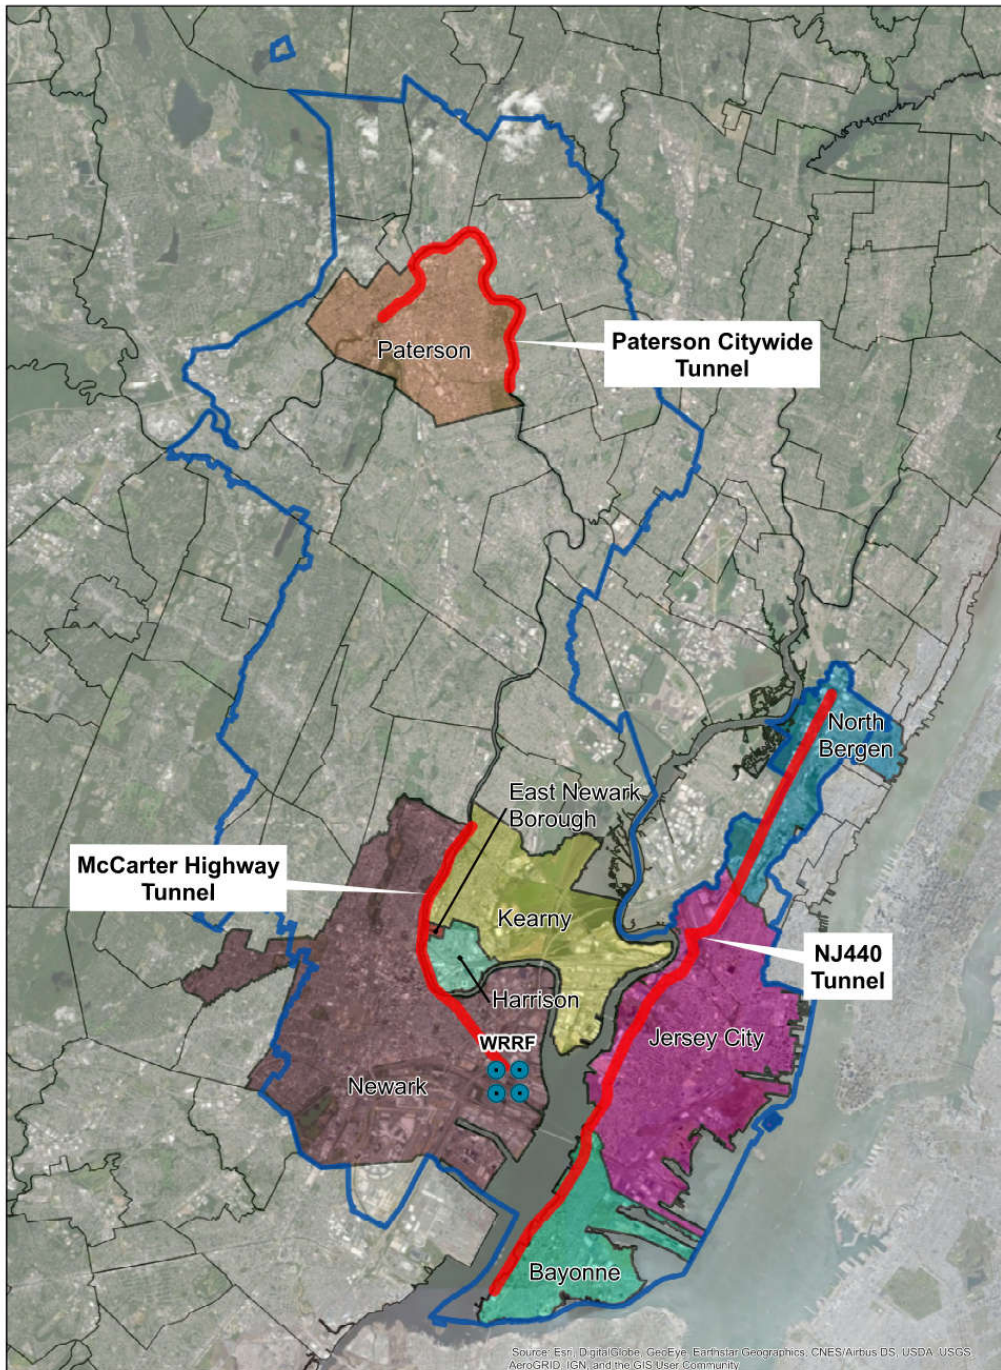 Paterson
Paterson Citywide
Tunnel
North
Bergen
East Newark
Borough
McCarter Highway
Tunnel
Kearny
NJ440
Tunnel
Harrison
WRRF
Jersey City
Newark
Bayonne
Source: Esri, DigitalGlobe, GeoEye, Earthstar Geographics, CNES/Airbus DS, USDA, USGS,
AeroGRID, IGN, and the GIS User Community